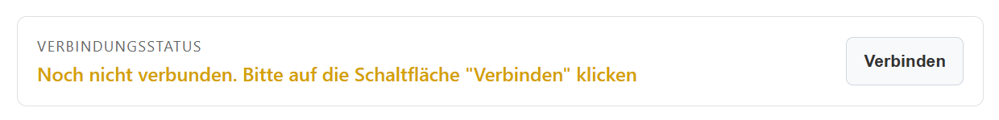 VERBINDUNGSSTATUS
Noch nicht verbunden. Bitte auf die Schaltfläche "Verbinden" klicken
Verbinden